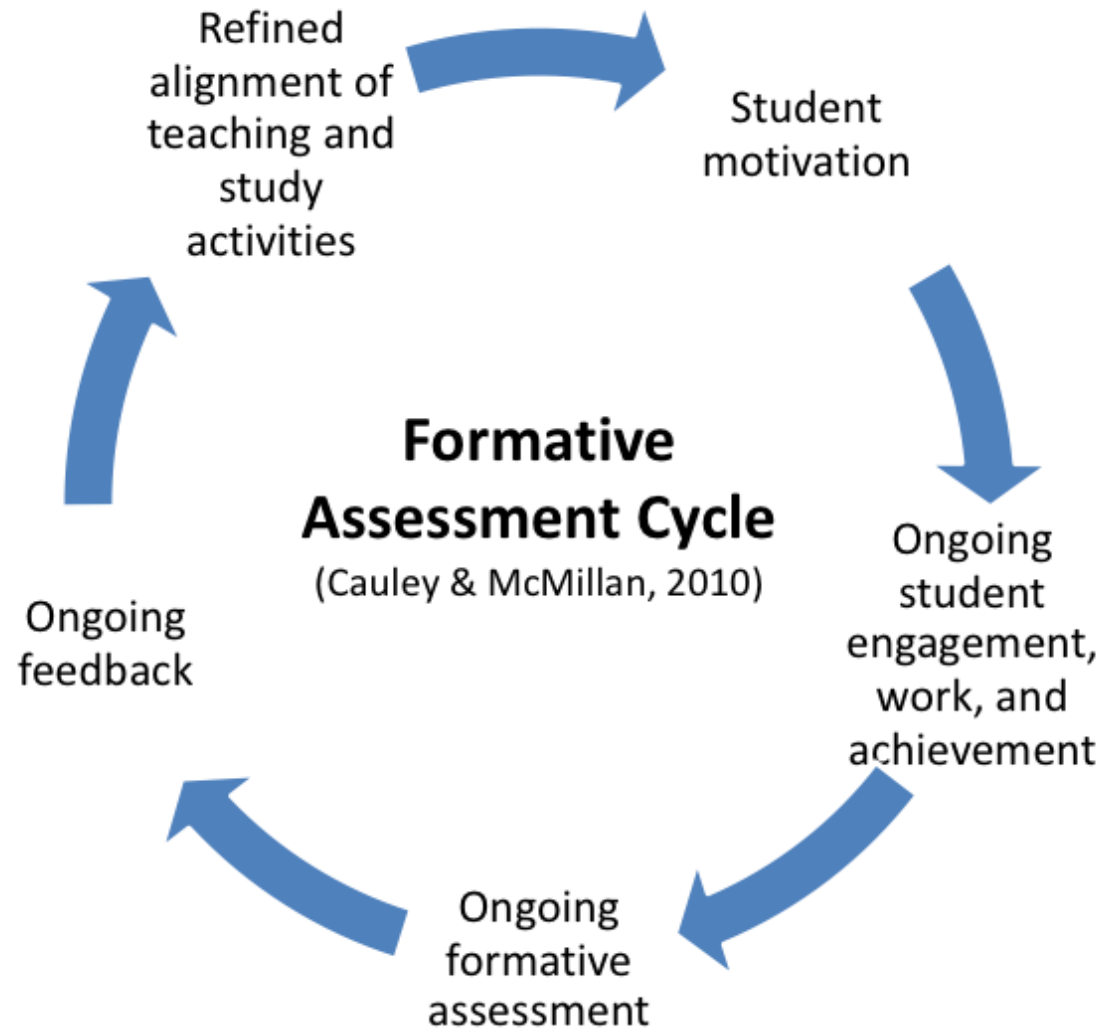 Refined
alignment of
teaching and
study
activities
Student
motivation
Formative
Assessment Cycle
(Cauley & McMillan, 2010)
Ongoing
student
engagement,
work, and
achievement
Ongoing
feedback
Ongoing
formative
assessment